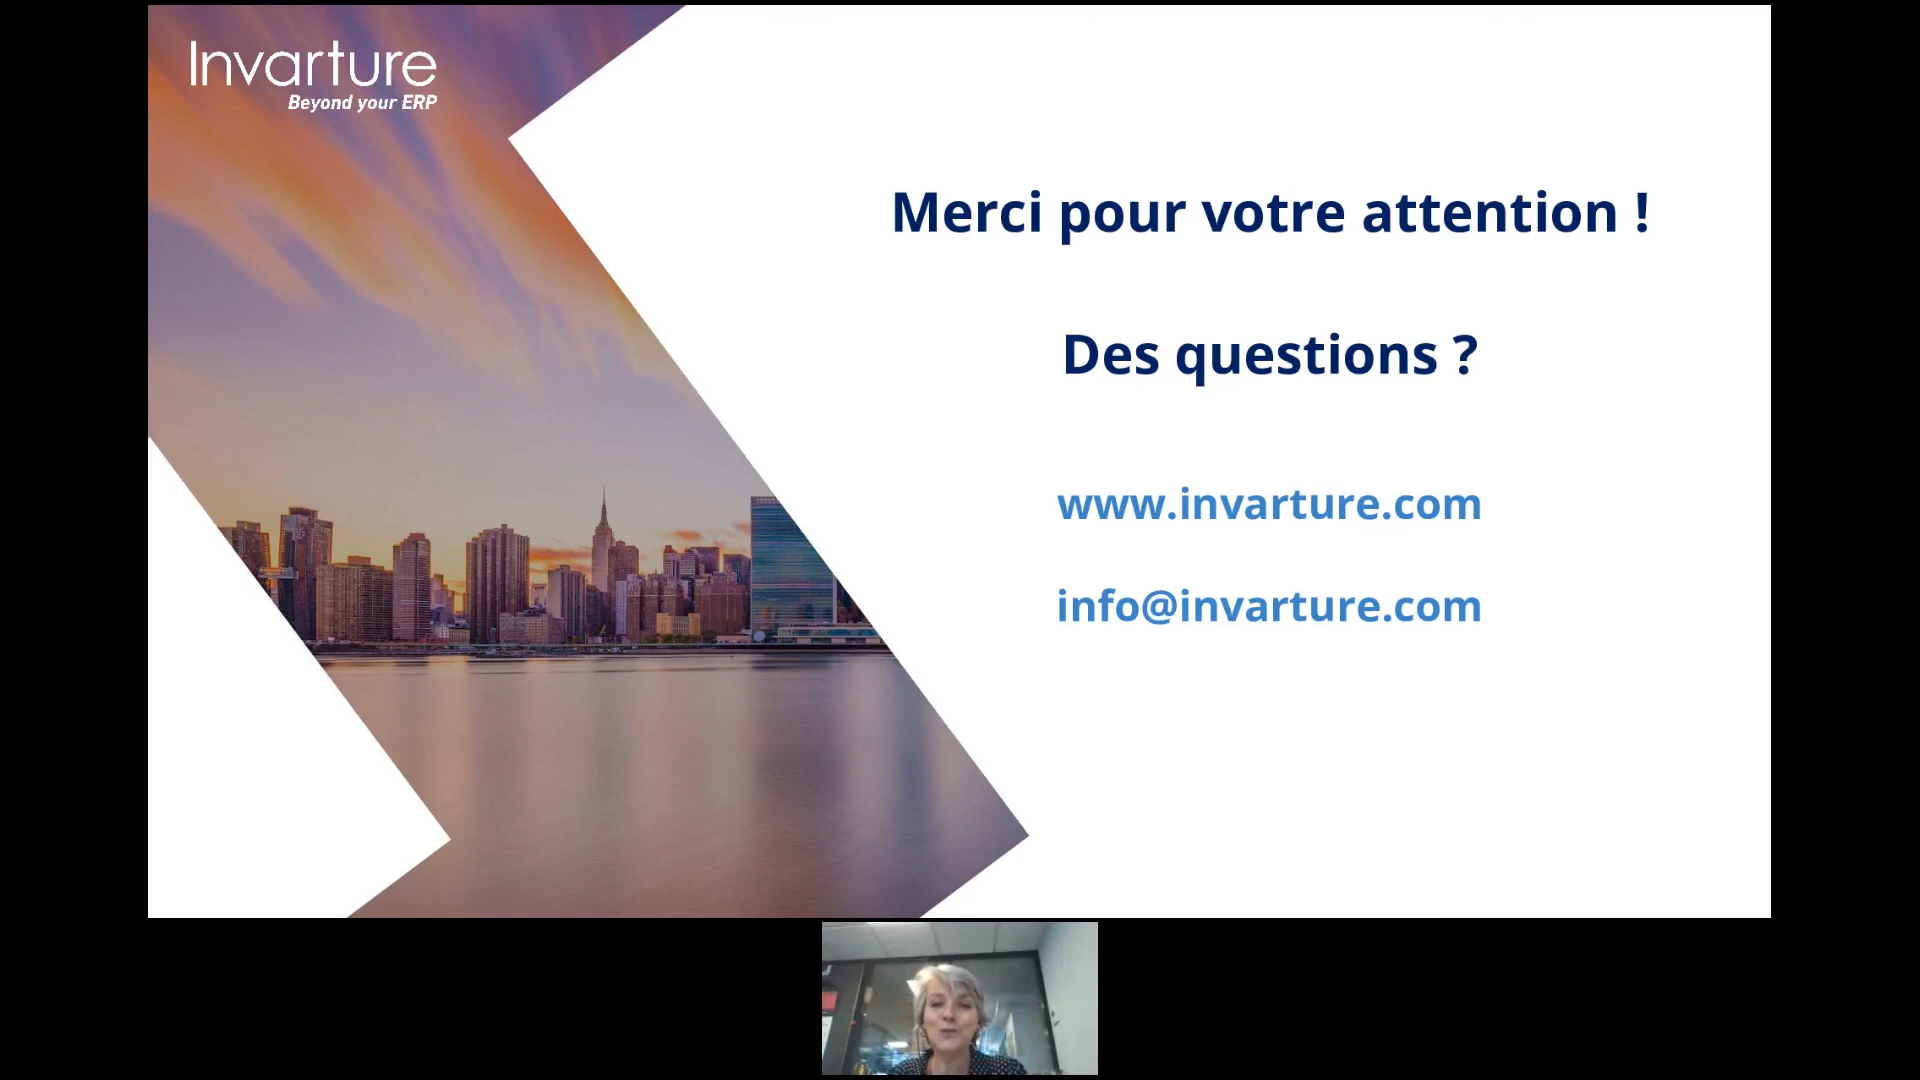 Invarture
Beyond your ERP
Merci pour votre attention !
Des questions ?
www.invarture.com
info@invarture.com